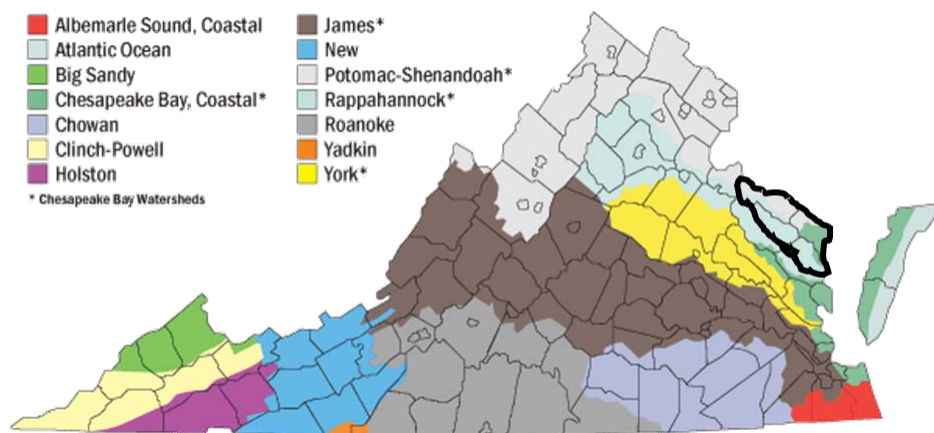 Albemarle Sound, Coastal
Atlantic Ocean
Big Sandy
Chesapeake Bay, Coastal*
Chowan
Clinch-Powell
Holston
* Chesapeake Bay Watersheds
James*
New
Potomac-Shenandoah*
Rappahannock*
Roanoke
Yadkin
York*